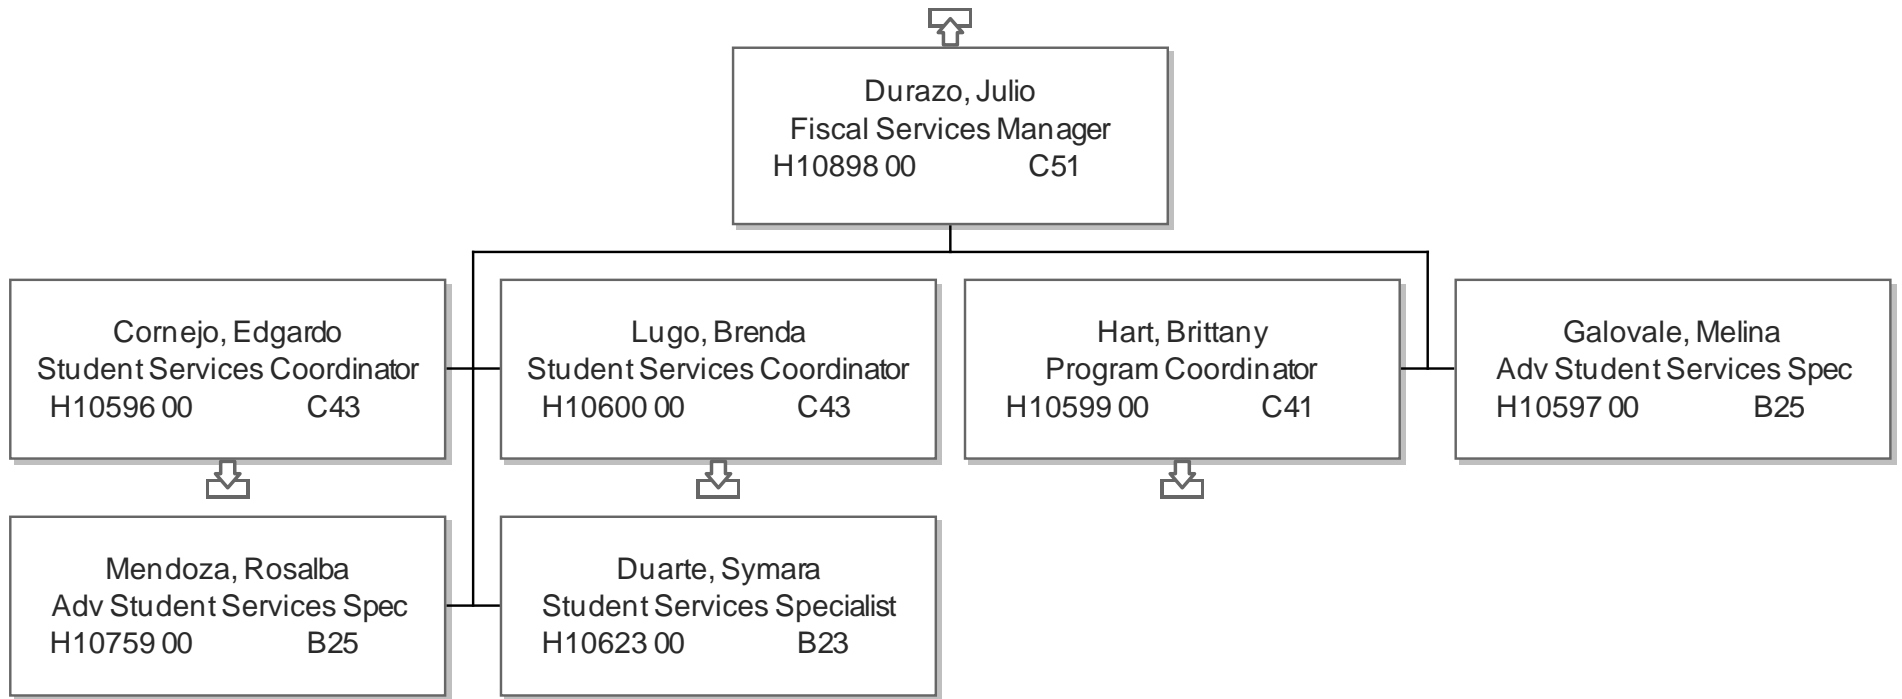 Durazo, Julio
Fiscal Services Manager
H10898 00 C51
Cornejo, Edgardo
Student Services Coordinator
H10596 00 C43
Lugo, Brenda
Student Services Coordinator
H10600 00 C43
Hart, Brittany
Program Coordinator
H10599 00 C41
Galovale, Melina
Adv Student Services Spec
H10597 00 B25
Mendoza, Rosalba
Adv Student Services Spec
H10759 00 B25
Duarte, Symara
Student Services Specialist
H10623 00 B23